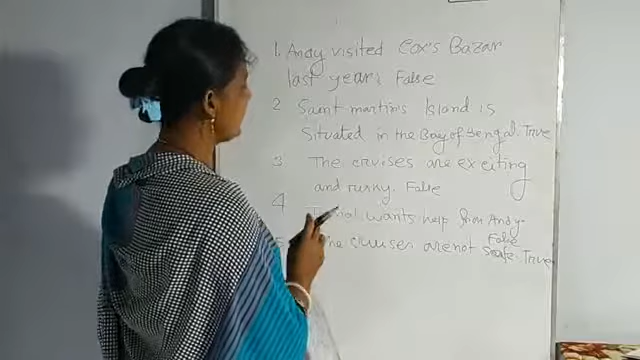 1. Andy visited Cox's Bazar
last year. False
2 Saint martin's Island is
Situated in the Bay of Bengal. True
3 The cruises are exciting
and
False
4 wants help from Andy.
False
The cruises are not safe. True